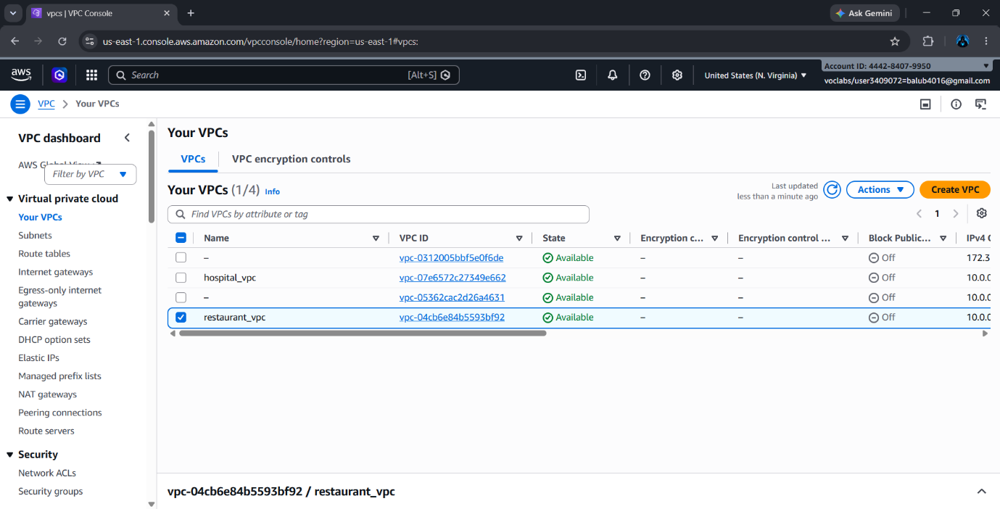 vpcs | VPC Console
Ask Gemini
us-east-1.console.aws.amazon.com/vpcconsole/home?region=us-east-1#vpcs:
aws
Search
[Alt+S]
United States (N. Virginia)
Account ID: 4442-8407-9950
voclabs/user3409072=balub4016@gmail.com
VPC
Your VPCs
VPC dashboard
AWS Global View
Filter by VPC
Virtual private cloud
Your VPCs
Subnets
Route tables
Internet gateways
Egress-only internet
gateways
Carrier gateways
DHCP option sets
Elastic IPs
Managed prefix lists
NAT gateways
Peering connections
Route servers
Security
Network ACLs
Security groups
Your VPCs
VPCs
VPC encryption controls
Your VPCs (1/4) Info
Last updated
less than a minute ago
Actions
Create VPC
Find VPCs by attribute or tag
1
Name VPC ID State Encryption c... Encryption control ... Block Public... IPv4 C
– vpc-0312005bbf5e0f6de Available – – Off 172.3
hospital_vpc vpc-07e6572c27349e662 Available – – Off 10.0.0
– vpc-05362cac2d26a4631 Available – – Off 10.0.0
restaurant_vpc vpc-04cb6e84b5593bf92 Available – – Off 10.0.0
vpc-04cb6e84b5593bf92 / restaurant_vpc